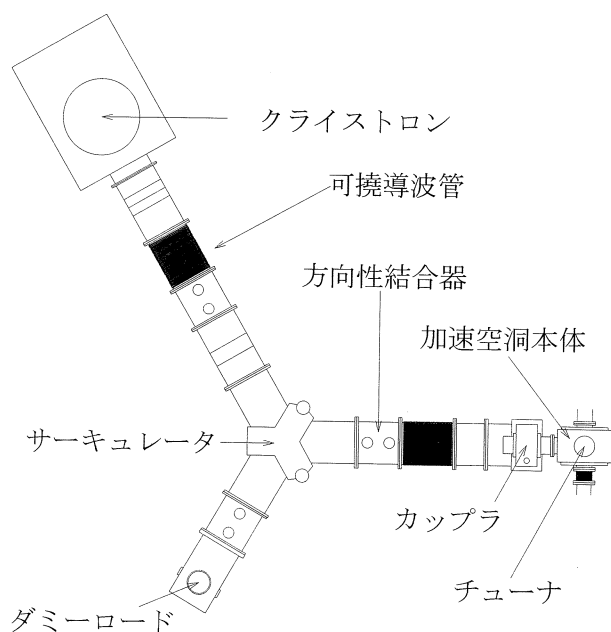 クライストロン
可撓導波管
方向性結合器
加速空洞本体
サーキュレータ
カップラ
チューナ
ダミーロード